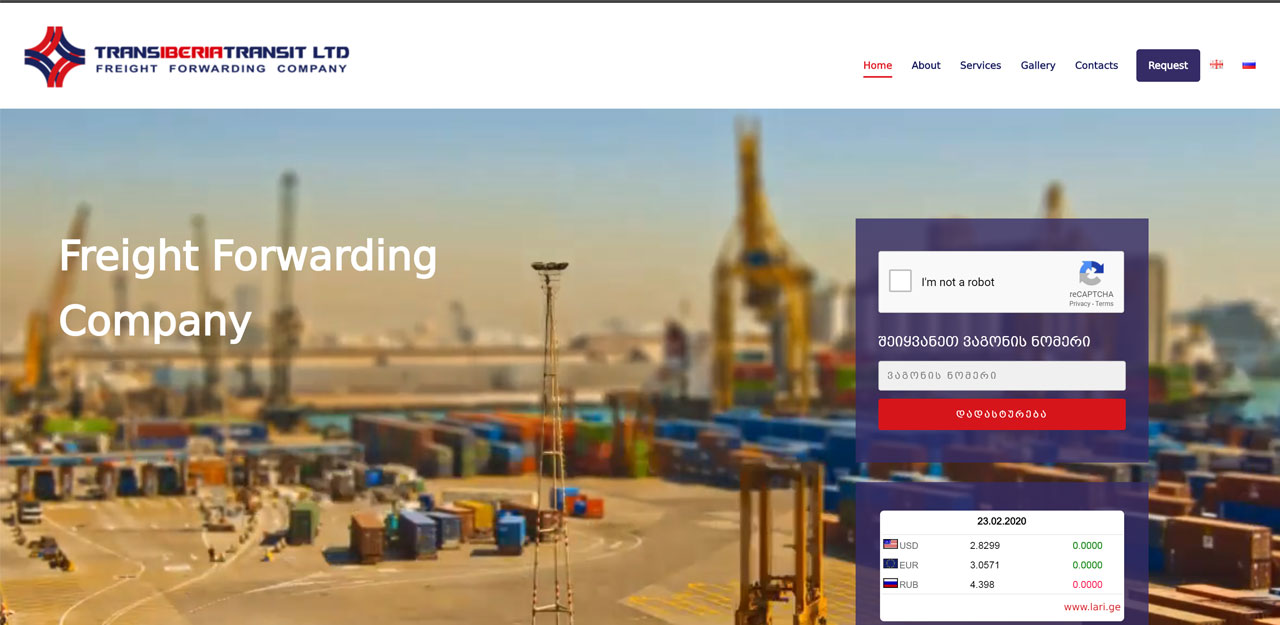 TRANSIBERIATRANSIT LTD
FREIGHT FORWARDING COMPANY
Home About Services Gallery Contacts Request
Freight Forwarding
Company
I'm not a robot
reCAPTCHA
Privacy - Terms
შეიყვანეთ ვაგონის ნომერი
ვაგონის ნომერი
დადასტურება
23.02.2020
USD 2.8299 0.0000
EUR 3.0571 0.0000
RUB 4.398 0.0000
www.lari.ge